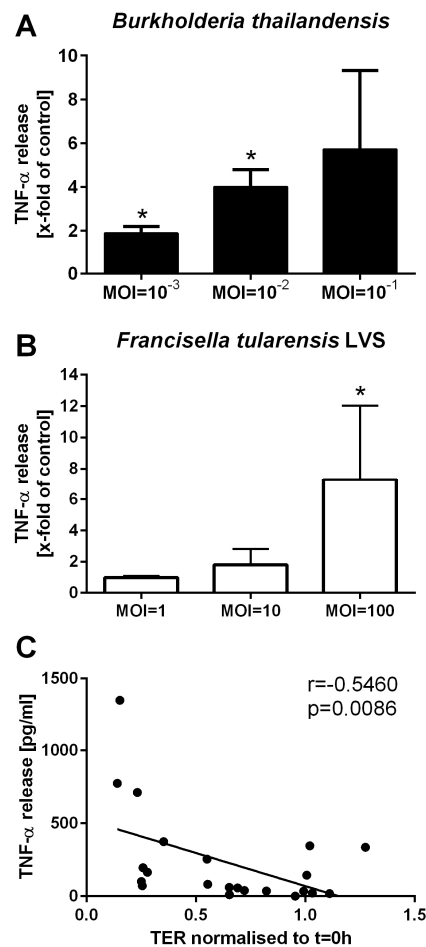 A
Burkholderia thailandensis
TNF-α release
[x-fold of control]
10
8
6
4
2
0
*
*
MOI=10-3
MOI=10-2
MOI=10-1
B
Francisella tularensis LVS
TNF-α release
[x-fold of control]
14
12
10
8
6
4
2
0
*
MOI=1
MOI=10
MOI=100
C
TNF-α release [pg/ml]
1500
1000
500
0
r=-0.5460
p=0.0086
0.0
0.5
1.0
1.5
TER normalised to t=0h